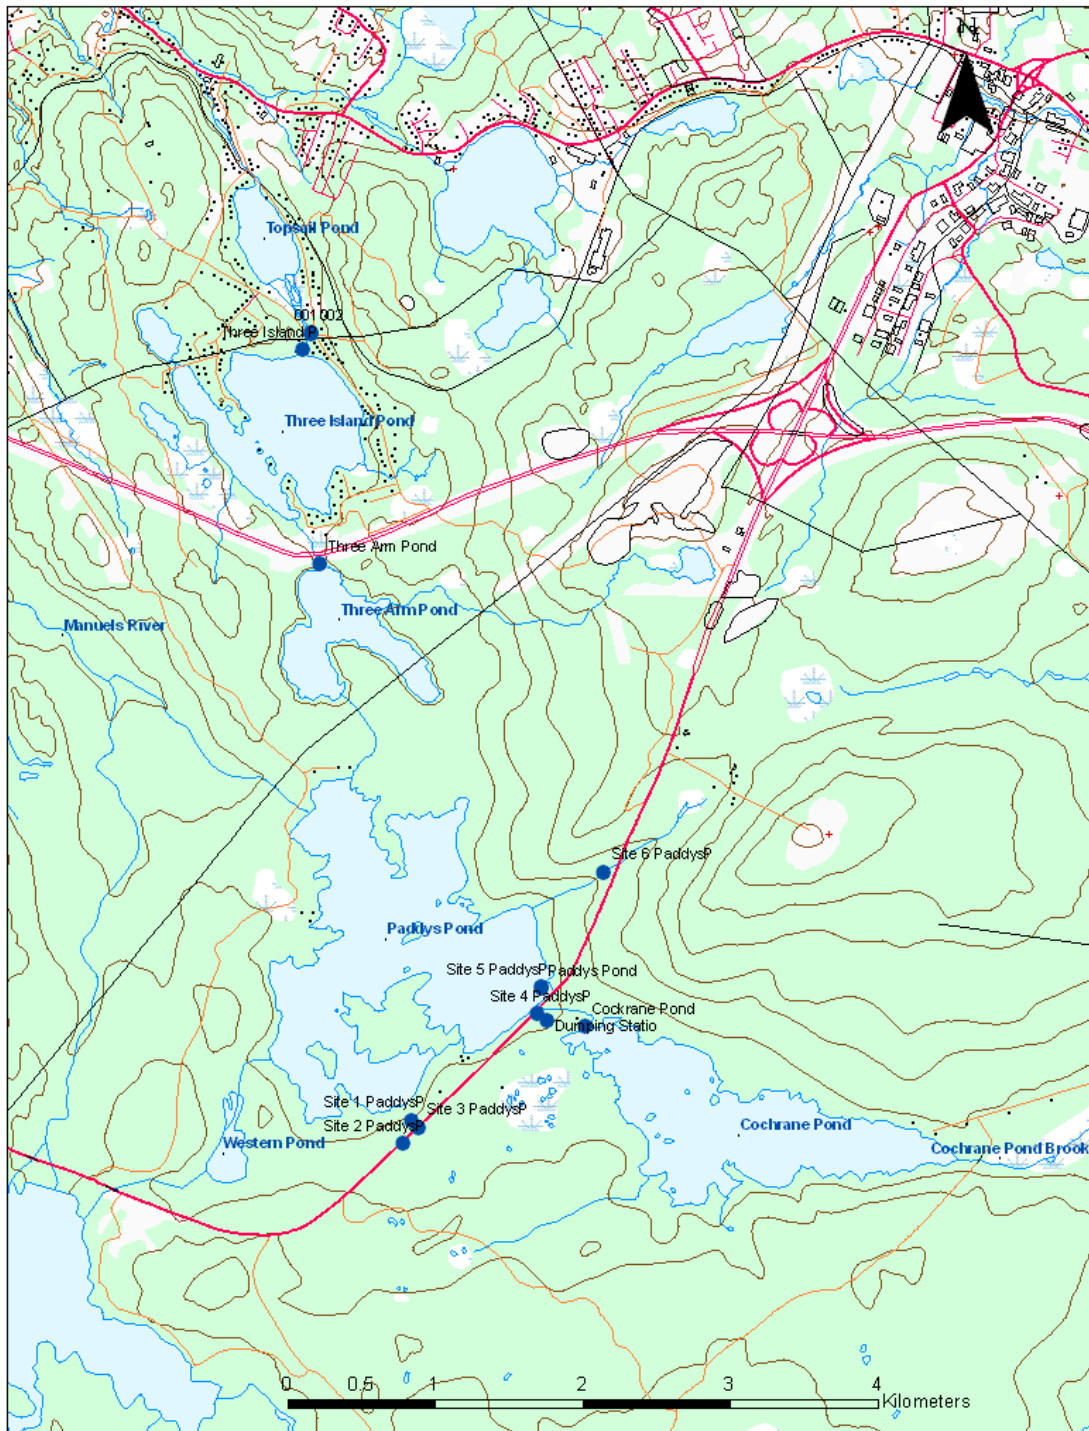 N
Topsail Pond
001002
Three Island P
Three Island Pond
Three Arm Pond
Three Arm Pond
Manuels River
Site 6 PaddysP
Paddys Pond
Site 5 PaddysP
Paddys Pond
Site 4 PaddysP
Cockrane Pond
Dumping Statio
Site 1 PaddysP
Site 3 PaddysP
Site 2 PaddysP
Western Pond
Cochrane Pond
Cochrane Pond Brook
0 0.5 1 2 3 4
Kilometers